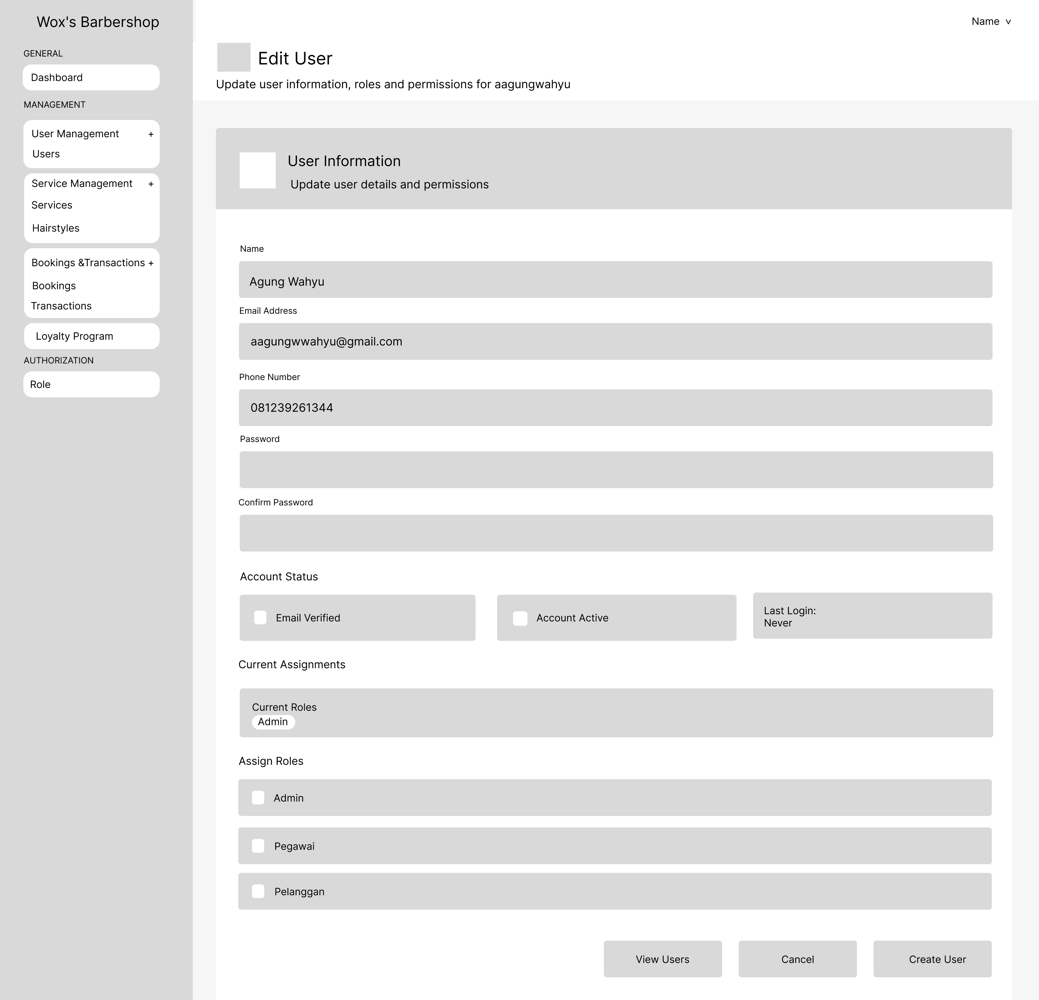 Wox's Barbershop
GENERAL
Dashboard
MANAGEMENT
User Management +
Users
Service Management +
Services
Hairstyles
Bookings &Transactions +
Bookings
Transactions
Loyalty Program
AUTHORIZATION
Role
Name v
Edit User
Update user information, roles and permissions for aagungwahyu
User Information
Update user details and permissions
Name
Agung Wahyu
Email Address
aagungwwahyu@gmail.com
Phone Number
081239261344
Password
Confirm Password
Account Status
Email Verified
Account Active
Last Login:
Never
Current Assignments
Current Roles
Admin
Assign Roles
Admin
Pegawai
Pelanggan
View Users
Cancel
Create User